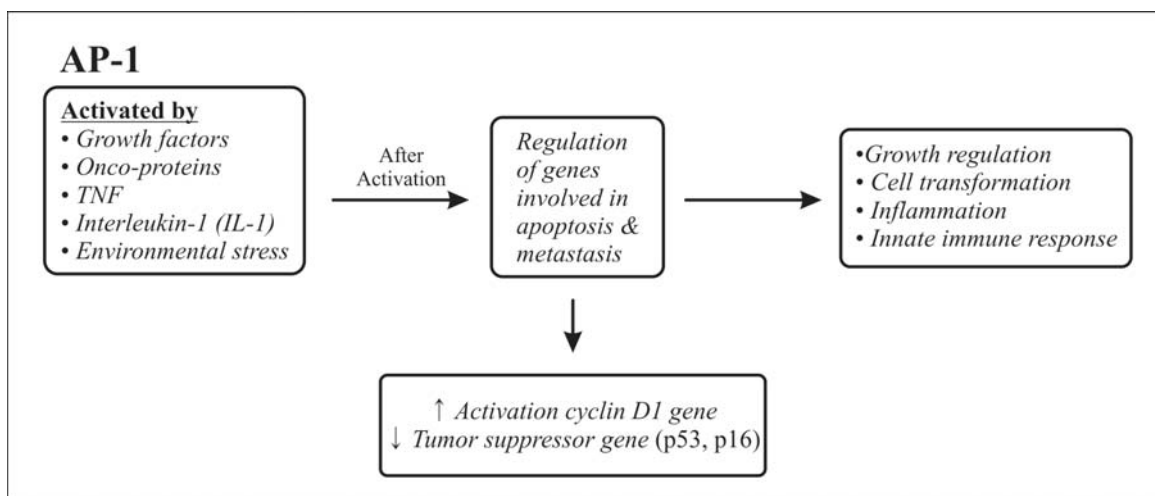 AP-1
Activated by
• Growth factors
• Onco-proteins
• TNF
• Interleukin-1 (IL-1)
• Environmental stress
After
Activation
Regulation
of genes
involved in
apoptosis &
metastasis
•Growth regulation
• Cell transformation
• Inflammation
• Innate immune response
↑ Activation cyclin D1 gene
↓ Tumor suppressor gene (p53, p16)